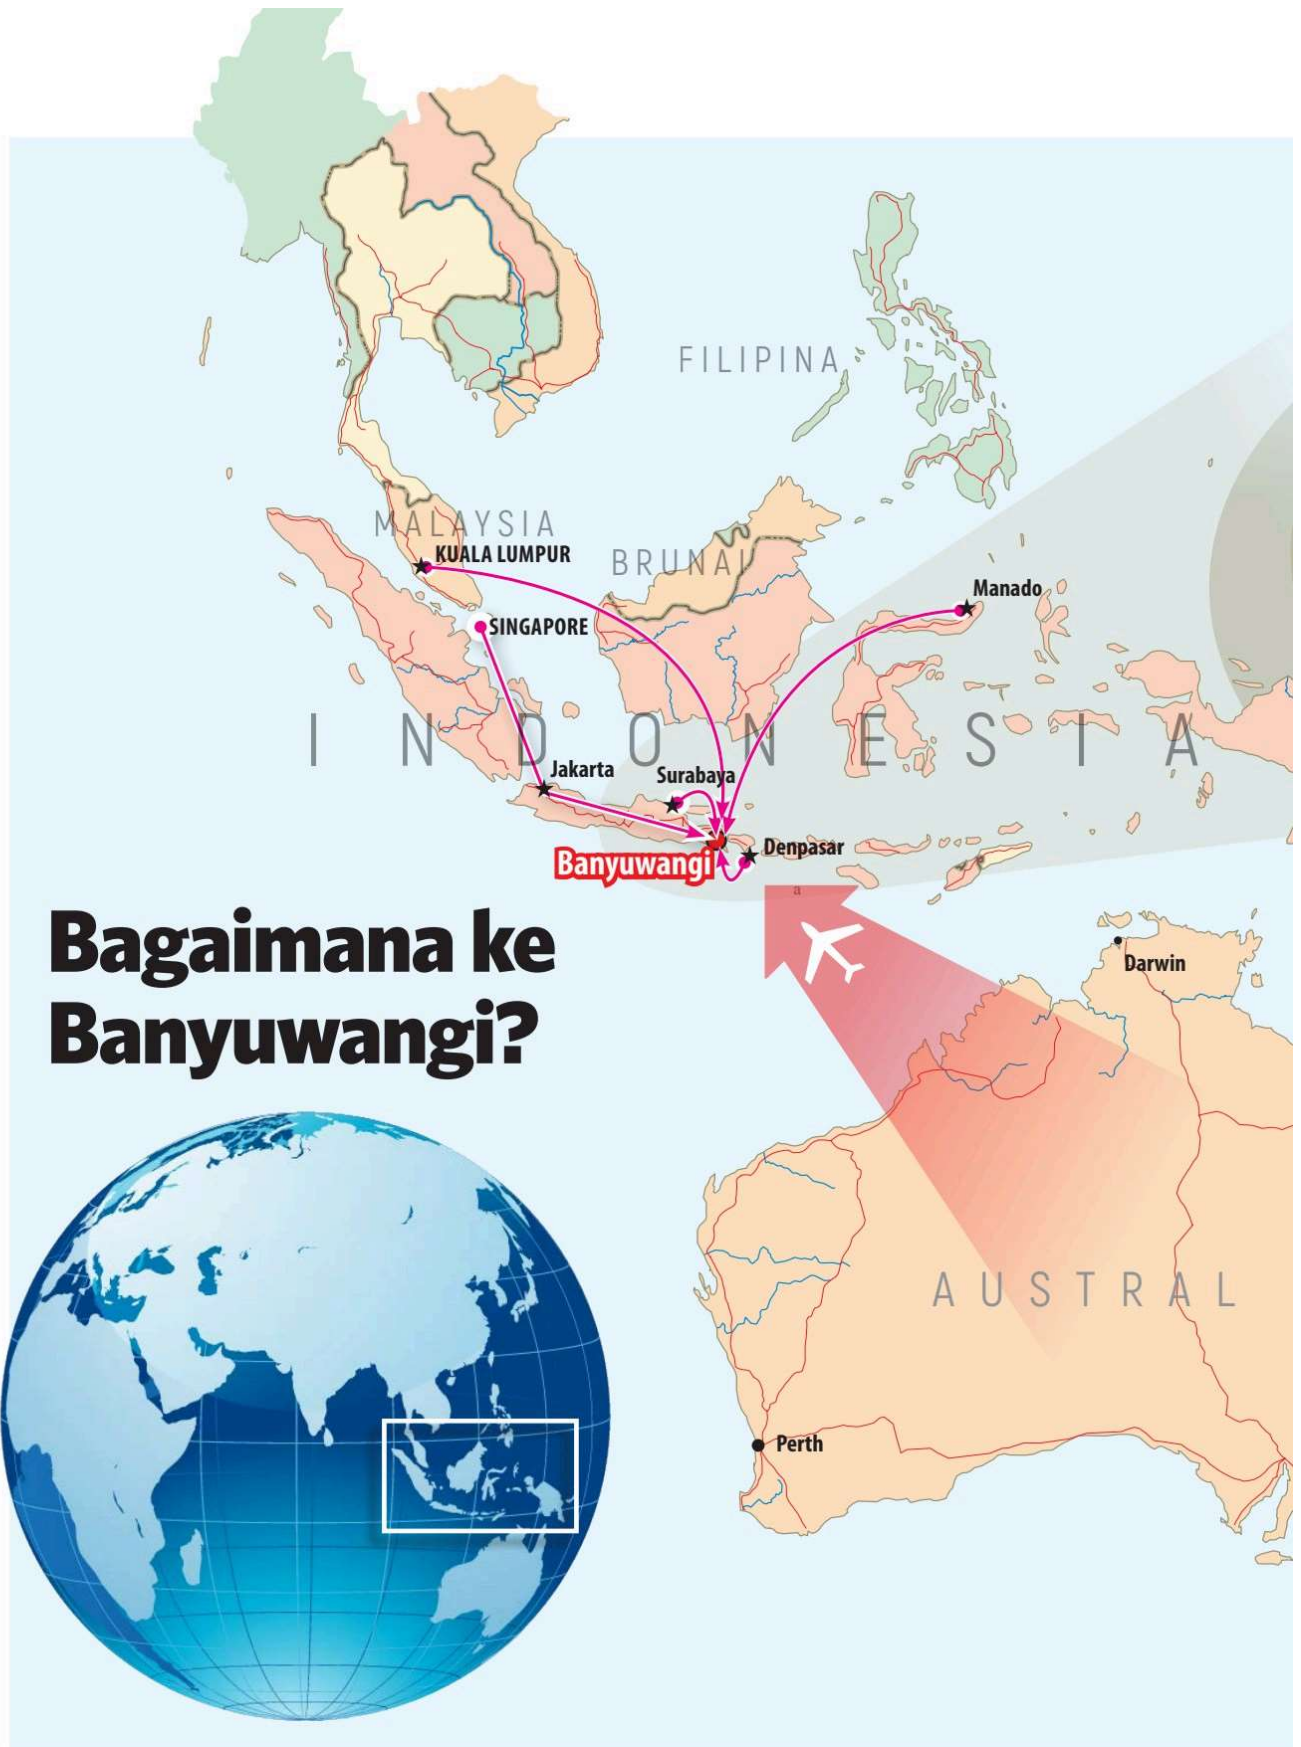 FILIPINA
MALAYSIA
KUALA LUMPUR
BRUNAI
Manado
SINGAPORE
INDONESIA
Jakarta
Surabaya
Banyuwangi
Denpasar
a
Bagaimana ke
Banyuwangi?
Darwin
AUSTRAL
Perth